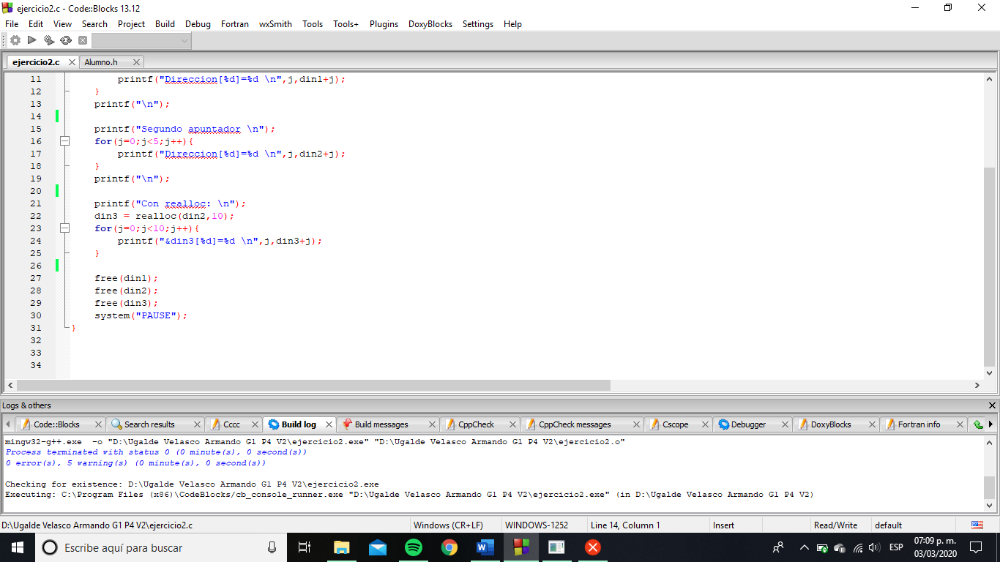 ejercicio2.c - Code::Blocks 13.12
File Edit View Search Project Build Debug Fortran wxSmith Tools Tools+ Plugins DoxyBlocks Settings Help
ejercicio2.c Alumno.h
11 printf("Direccion[%d]=%d \n",j,din1+j);
12 }
13 printf("\n");
14
15 printf("Segundo apuntador \n");
16 for(j=0;j<5;j++){
17 printf("Direccion[%d]=%d \n",j,din2+j);
18 }
19 printf("\n");
20
21 printf("Con realloc: \n");
22 din3 = realloc(din2,10);
23 for(j=0;j<10;j++){
24 printf("&din3[%d]=%d \n",j,din3+j);
25 }
26
27 free(din1);
28 free(din2);
29 free(din3);
30 system("PAUSE");
31 }
32
33
34
Logs & others
Code::Blocks Search results Cccc Build log Build messages CppCheck CppCheck messages Cscope Debugger DoxyBlocks Fortran info
mingw32-g++.exe -o "D:\Ugalde Velasco Armando G1 P4 V2\ejercicio2.exe" "D:\Ugalde Velasco Armando G1 P4 V2\ejercicio2.o"
Process terminated with status 0 (0 minute(s), 0 second(s))
0 error(s), 5 warning(s) (0 minute(s), 0 second(s))
Checking for existence: D:\Ugalde Velasco Armando G1 P4 V2\ejercicio2.exe
Executing: C:\Program Files (x86)\CodeBlocks/cb_console_runner.exe "D:\Ugalde Velasco Armando G1 P4 V2\ejercicio2.exe" (in D:\Ugalde Velasco Armando G1 P4 V2)
D:\Ugalde Velasco Armando G1 P4 V2\ejercicio2.c Windows (CR+LF) WINDOWS-1252 Line 14, Column 1 Insert Read/Write default
Escribe aquí para buscar ESP 07:09 p. m.
03/03/2020